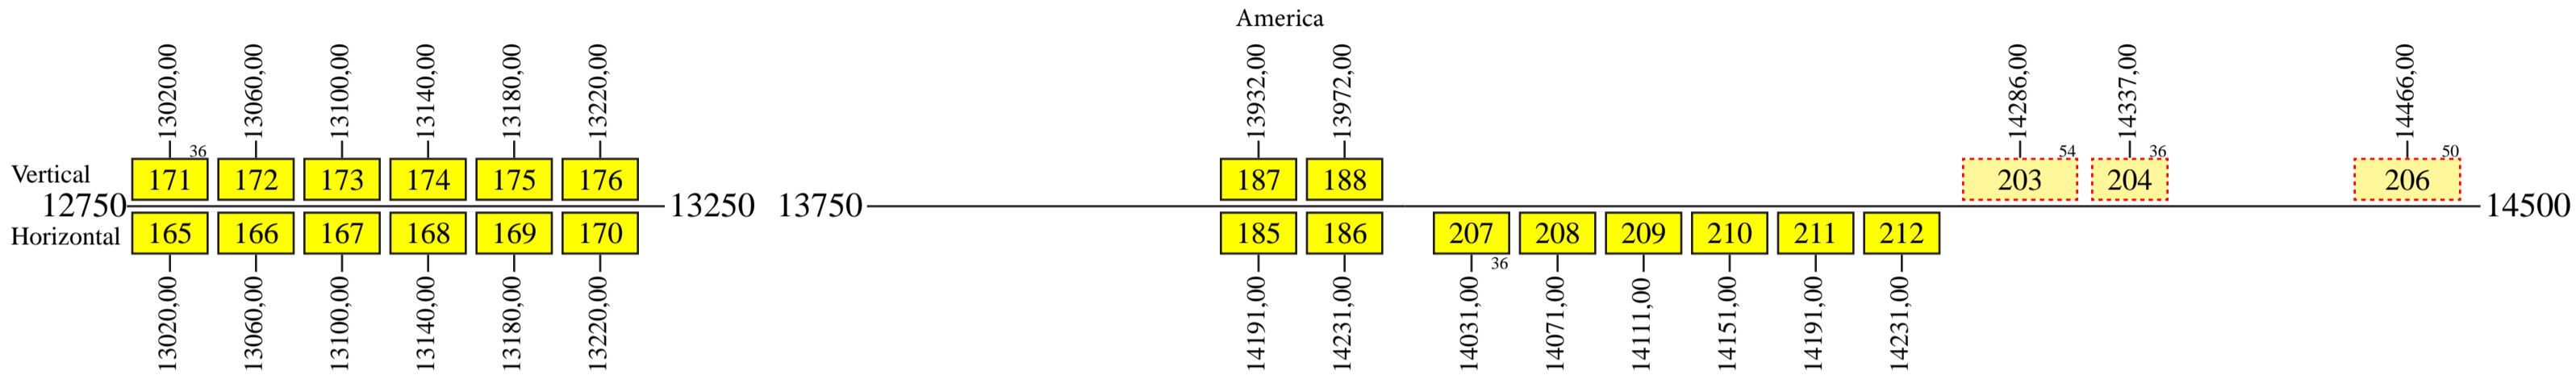 America
13020,00 13060,00 13100,00 13140,00 13180,00 13220,00 13932,00 13972,00 14286,00 14337,00 14466,00
36 54 36 50
Vertical 171 172 173 174 175 176 187 188 203 204 206
12750 13250 13750 14500
Horizontal 165 166 167 168 169 170 185 186 207 208 209 210 211 212
36
13020,00 13060,00 13100,00 13140,00 13180,00 13220,00 14191,00 14231,00 14031,00 14071,00 14111,00 14151,00 14191,00 14231,00